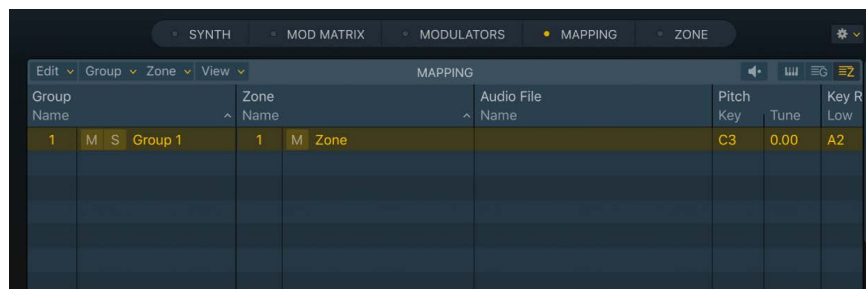 SYNTH MOD MATRIX MODULATORS MAPPING ZONE
Edit Group Zone View MAPPING G Z
Group Zone Audio File Pitch Key R
Name Name Name Key Tune Low
1 M S Group 1 1 M Zone C3 0.00 A2